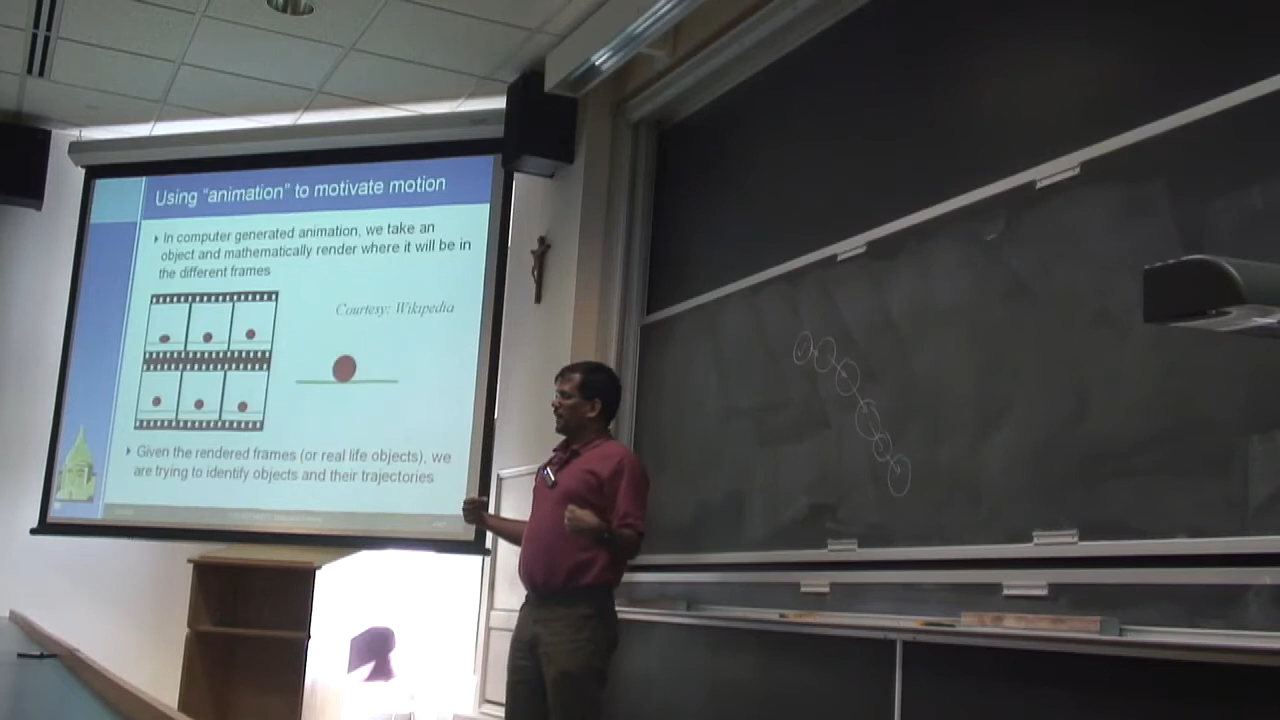 Using “animation” to motivate motion
In computer generated animation, we take an
object and mathematically render where it will be in
the different frames
Courtesy: Wikipedia
Given the rendered frames (or real life objects), we
are trying to identify objects and their trajectories